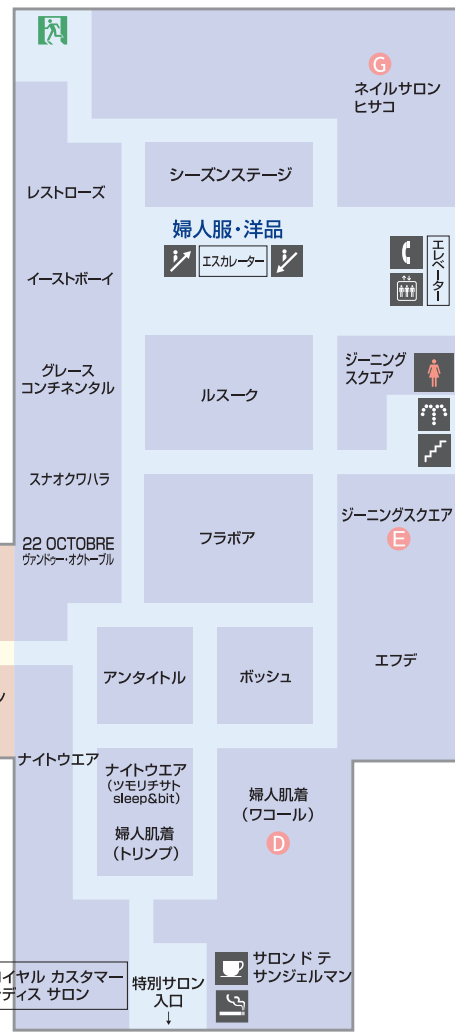 G
ネイルサロン
ヒサコ
シーズンステージ
レストローズ
婦人服・洋品
エスカレーター
エレベーター
イーストボーイ
グレース
コンチネンタル
ルスーク
ジーニング
スクエア
スナオクワハラ
22 OCTOBRE
ヴァンドゥー・オクトーブル
フラボア
ジーニングスクエア
E
アンタイトル
ボッシュ
エフデ
ン
ナイトウエア
ナイトウエア
(ツモリチサト
sleep&bit)
婦人肌着
(トリンプ)
婦人肌着
(ワコール)
D
イヤル カスタマー
ディス サロン
特別サロン
入口
↓
サロン ド テ
サンジェルマン